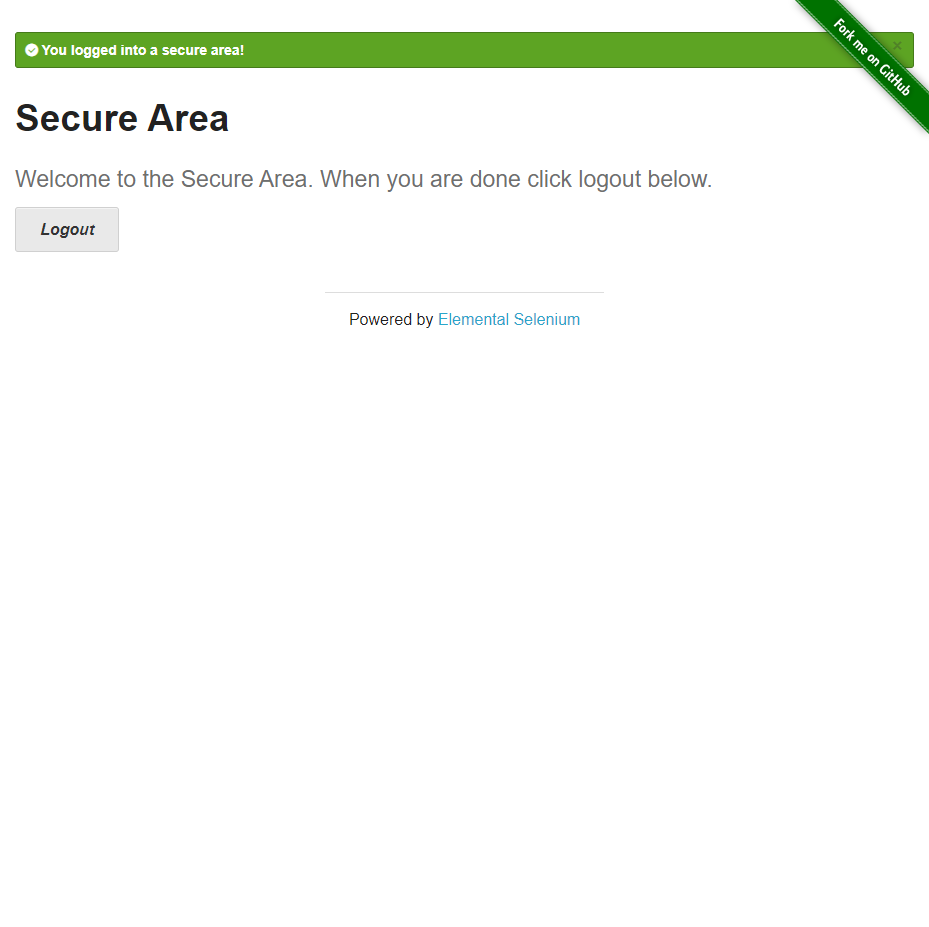 You logged into a secure area!
×
Fork me on GitHub
Secure Area
Welcome to the Secure Area. When you are done click logout below.
Logout
Powered by Elemental Selenium